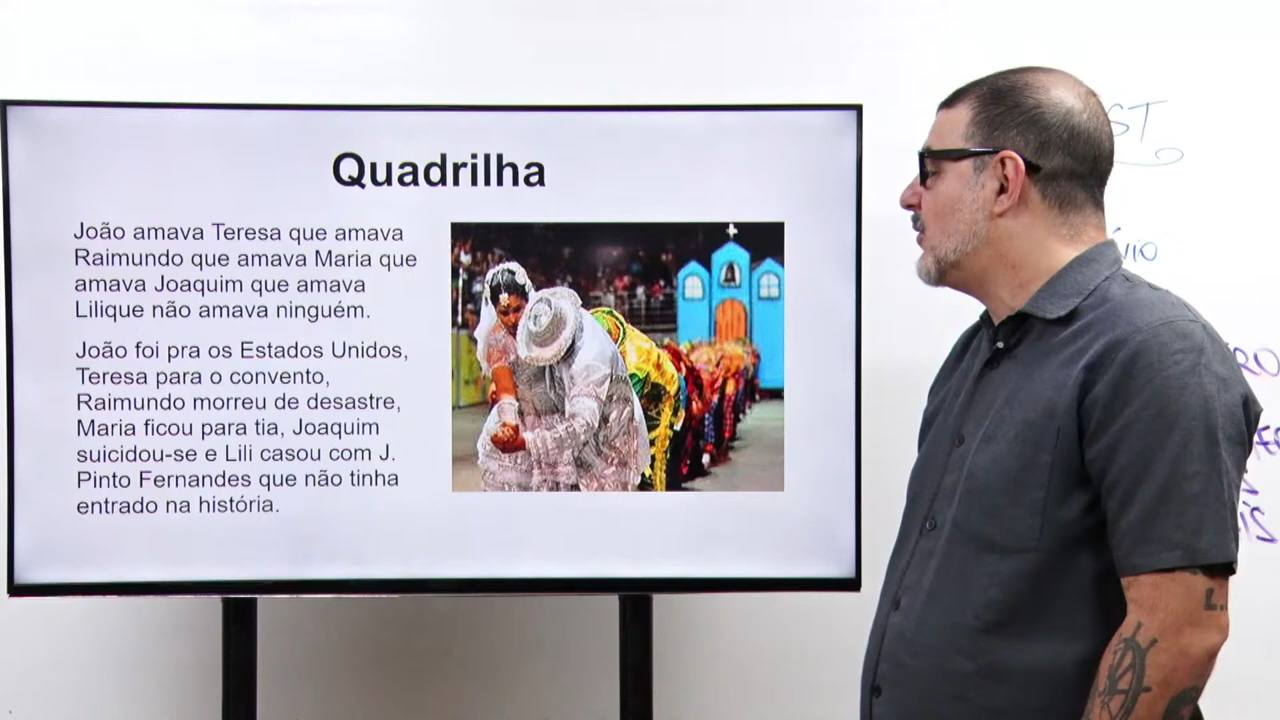 Quadrilha
João amava Teresa que amava
Raimundo que amava Maria que
amava Joaquim que amava
Lilique não amava ninguém.
João foi pra os Estados Unidos,
Teresa para o convento,
Raimundo morreu de desastre,
Maria ficou para tia, Joaquim
suicidou-se e Lili casou com J.
Pinto Fernandes que não tinha
entrado na história.
ST
L.